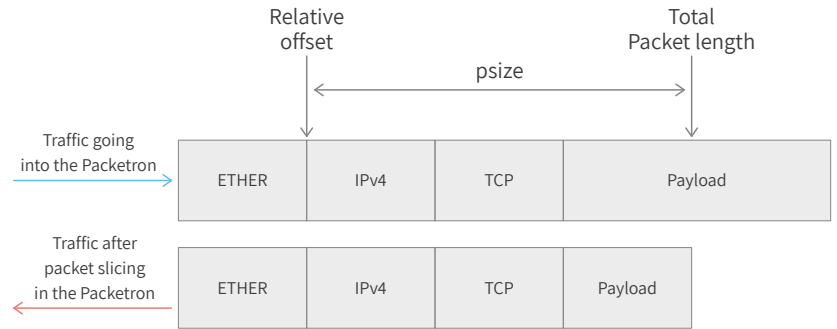 Relative
offset
Total
Packet length
psize
Traffic going
into the Packetron
ETHER
IPv4
TCP
Payload
Traffic after
packet slicing
in the Packetron
ETHER
IPv4
TCP
Payload